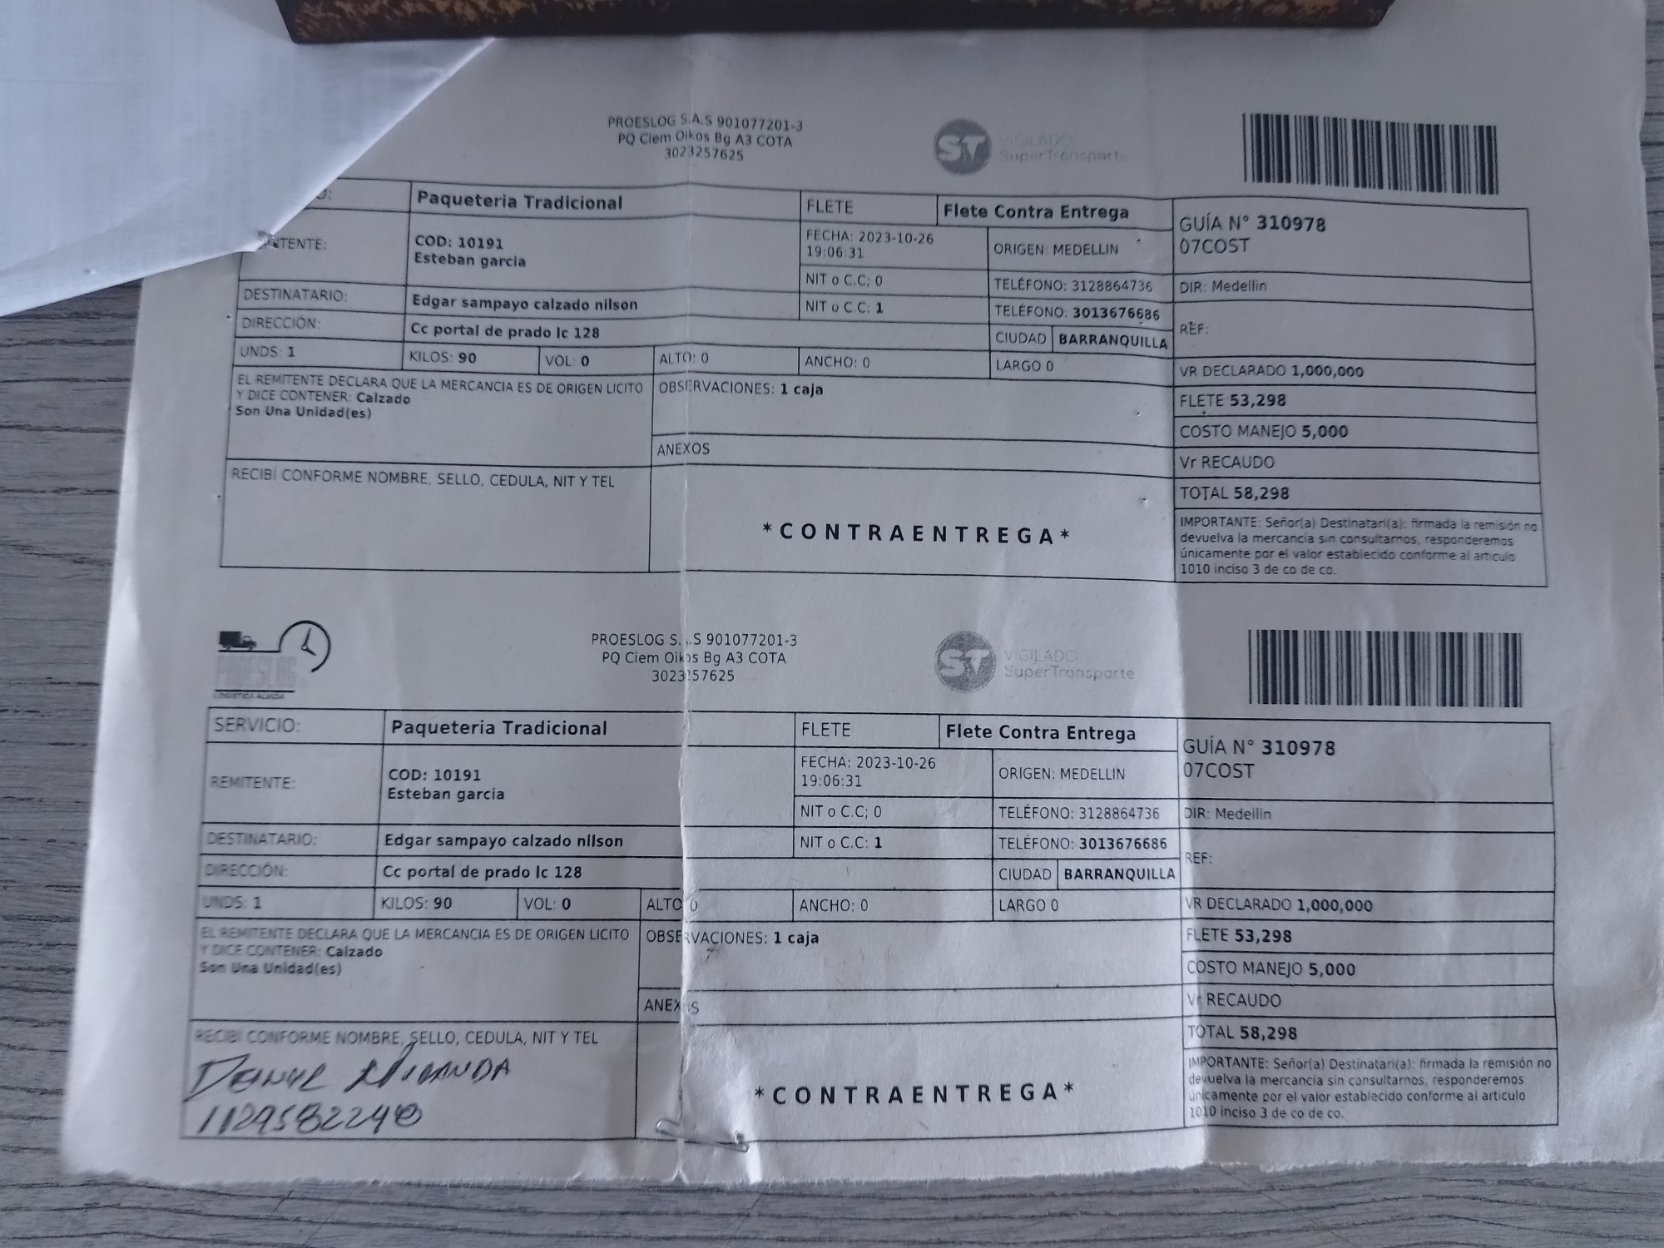 PROESLOG S.A.S 901077201-3
PQ Ciem Oikos Bg A3 COTA
3023257625
ST
VIGILADO
SuperTransporte
O:
Paqueteria Tradicional
FLETE
Flete Contra Entrega
GUÍA N° 310978
07COST
ITENTE:
COD: 10191
Esteban garcia
FECHA: 2023-10-26
19:06:31
ORIGEN: MEDELLIN
NIT o C.C; 0
TELÉFONO: 3128864736
DIR: Medellin
DESTINATARIO:
Edgar sampayo calzado nilson
NIT o C.C: 1
TELÉFONO: 3013676686
REF:
DIRECCIÓN:
Cc portal de prado lc 128
CIUDAD
BARRANQUILLA
UNDS: 1
KILOS: 90
VOL: 0
ALTO: 0
ANCHO: 0
LARGO 0
VR DECLARADO 1,000,000
EL REMITENTE DECLARA QUE LA MERCANCIA ES DE ORIGEN LICITO
Y DICE CONTENER: Calzado
Son Una Unidad(es)
OBSERVACIONES: 1 caja
FLETE 53,298
COSTO MANEJO 5,000
ANEXOS
Vr RECAUDO
RECIBÍ CONFORME NOMBRE, SELLO, CEDULA, NIT Y TEL
TOTAL 58,298
*CONTRAENTREGA*
IMPORTANTE: Señor(a) Destinatari(a): firmada la remisión no
devuelva la mercancia sin consultarnos, responderemos
únicamente por el valor establecido conforme al articulo
1010 inciso 3 de co de co.
PROESLOG
LOGISTICA ALIADA
PROESLOG S.A.S 901077201-3
PQ Ciem Oikos Bg A3 COTA
3023257625
ST
VIGILADO
SuperTransporte
SERVICIO:
Paqueteria Tradicional
FLETE
Flete Contra Entrega
GUÍA N° 310978
07COST
REMITENTE:
COD: 10191
Esteban garcia
FECHA: 2023-10-26
19:06:31
ORIGEN: MEDELLIN
NIT o C.C; 0
TELÉFONO: 3128864736
DIR: Medellin
DESTINATARIO:
Edgar sampayo calzado nilson
NIT o C.C: 1
TELÉFONO: 3013676686
REF:
DIRECCIÓN:
Cc portal de prado lc 128
CIUDAD
BARRANQUILLA
UNDS: 1
KILOS: 90
VOL: 0
ALTO 0
ANCHO: 0
LARGO 0
VR DECLARADO 1,000,000
EL REMITENTE DECLARA QUE LA MERCANCIA ES DE ORIGEN LICITO
Y DICE CONTENER: Calzado
Son Una Unidad(es)
OBSERVACIONES: 1 caja
FLETE 53,298
COSTO MANEJO 5,000
ANEXOS
Vr RECAUDO
RECIBÍ CONFORME NOMBRE, SELLO, CEDULA, NIT Y TEL
TOTAL 58,298
MIRANDA
*CONTRAENTREGA*
IMPORTANTE: Señor(a) Destinatari(a): firmada la remisión no
devuelva la mercancia sin consultarnos, responderemos
únicamente por el valor establecido conforme al articulo
1010 inciso 3 de co de co.